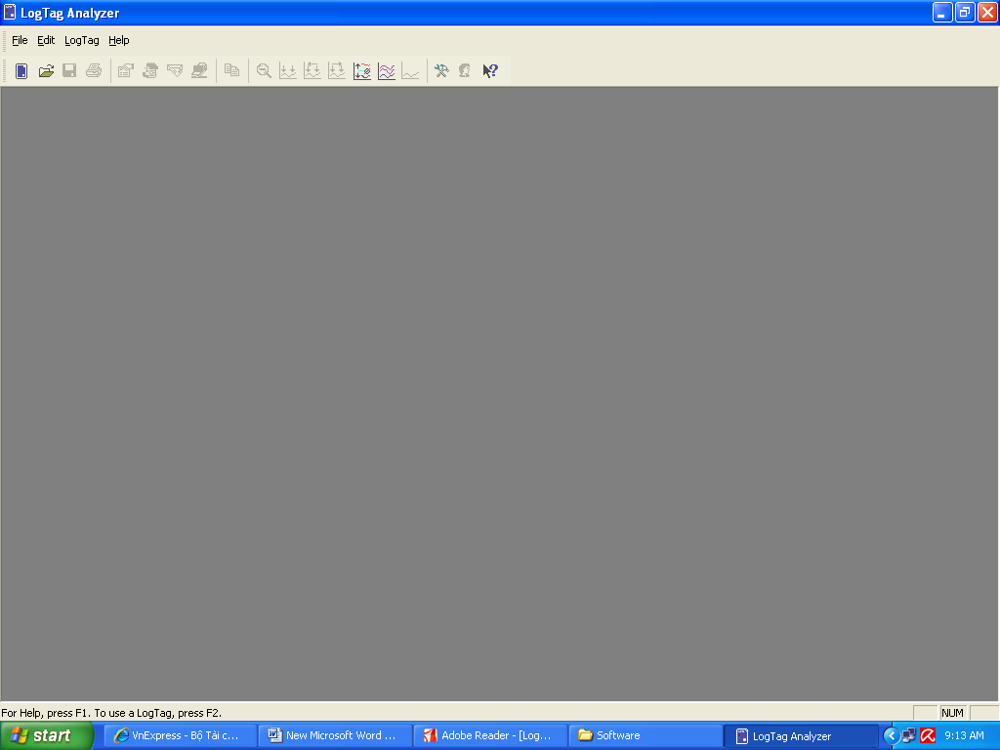 LogTag Analyzer
File Edit LogTag Help
For Help, press F1. To use a LogTag, press F2.
NUM
start
VnExpress - Bộ Tài c...
New Microsoft Word ...
Adobe Reader - [Log...
Software
LogTag Analyzer
9:13 AM